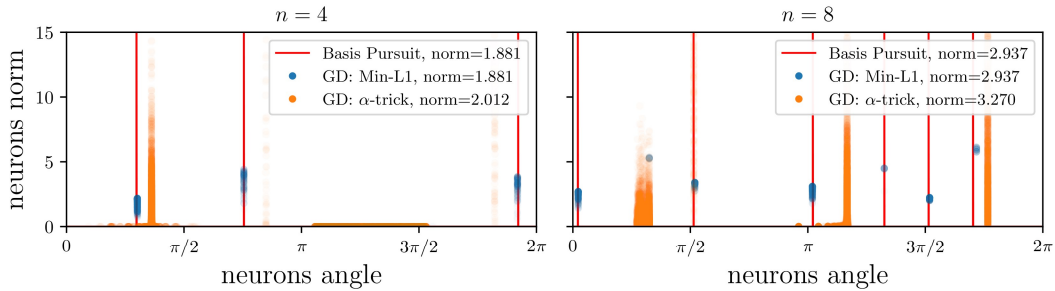 n = 4
neurons norm
15
10
5
0
Basis Pursuit, norm=1.881
GD: Min-L1, norm=1.881
GD: α-trick, norm=2.012
0
π/2
π
3π/2
2π
neurons angle
n = 8
Basis Pursuit, norm=2.937
GD: Min-L1, norm=2.937
GD: α-trick, norm=3.270
0
π/2
π
3π/2
2π
neurons angle